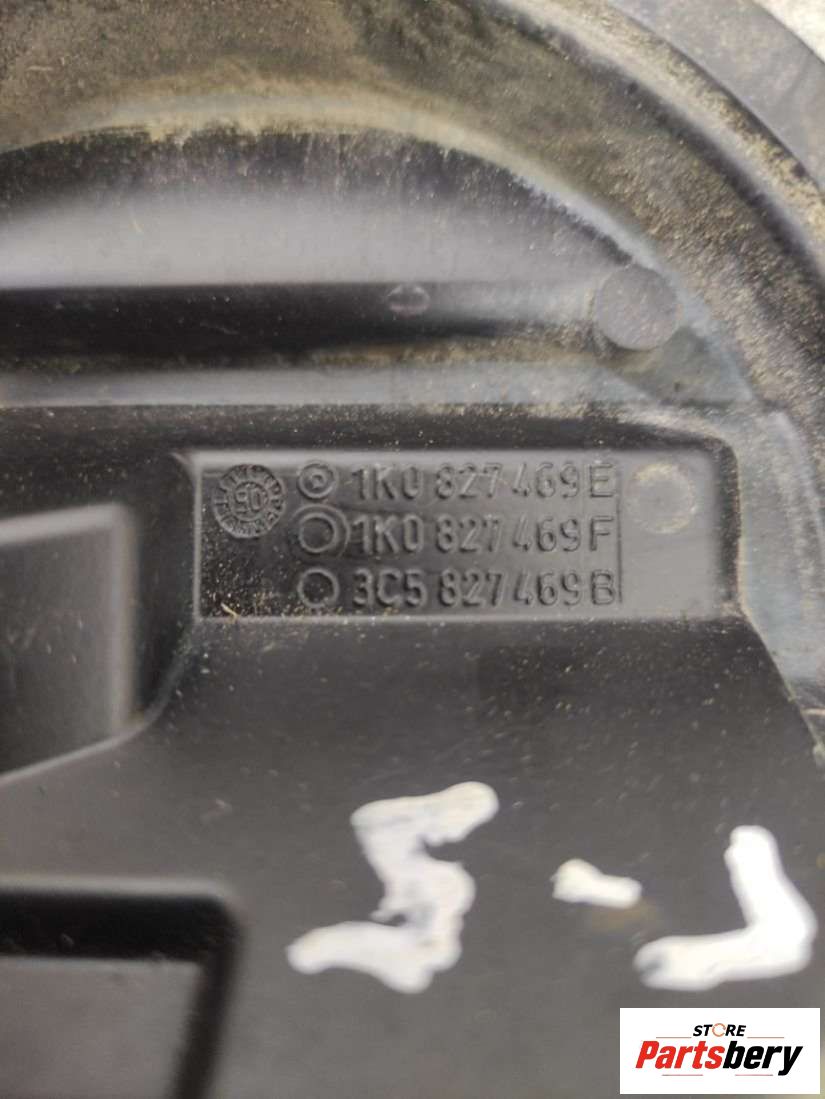 1K0 827 469 E
1K0 827 469 F
3C5 827 469 B
STORE
Partsbery